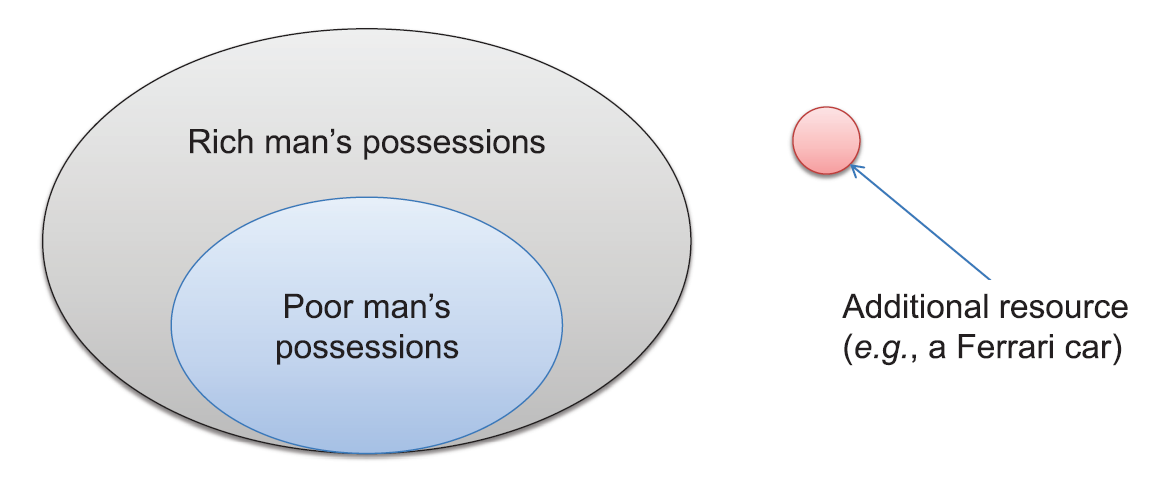 Rich man’s possessions
Poor man’s
possessions
Additional resource
(e.g., a Ferrari car)